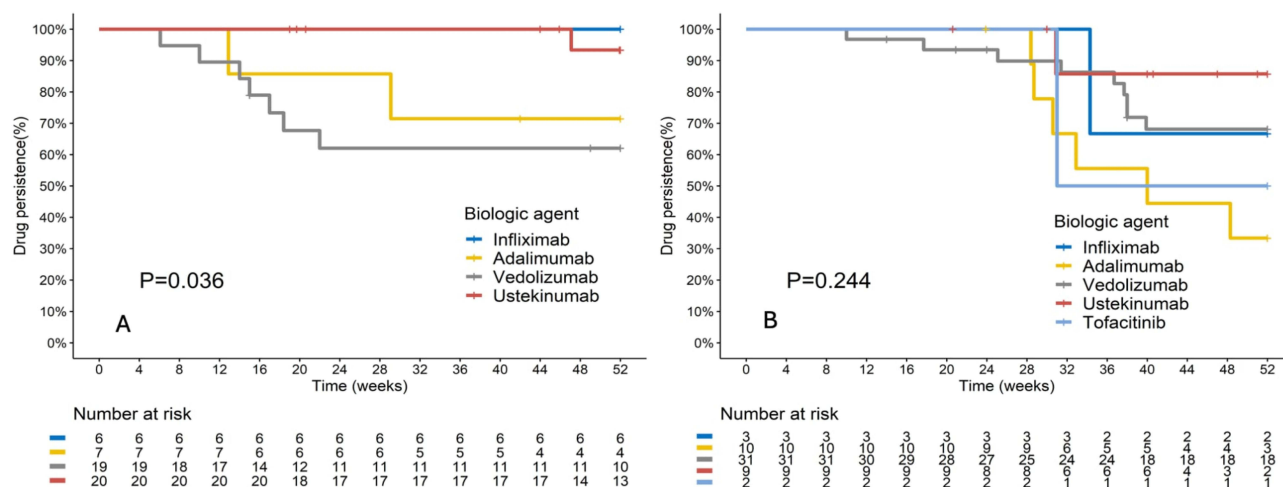 100%
90%
80%
70%
60%
50%
40%
30%
20%
10%
0%
Drug persistence(%)
Biologic agent
Infliximab
Adalimumab
Vedolizumab
Ustekinumab
P=0.036
A
0 4 8 12 16 20 24 28 32 36 40 44 48 52
Time (weeks)
Number at risk
6 6 6 6 6 6 6 6 6 6 6 6 6 6
7 7 7 7 6 6 6 6 5 5 5 4 4 4
19 19 18 17 14 12 11 11 11 11 11 11 11 10
20 20 20 20 20 18 17 17 17 17 17 17 14 13
100%
90%
80%
70%
60%
50%
40%
30%
20%
10%
0%
Drug persistence(%)
Biologic agent
Infliximab
Adalimumab
Vedolizumab
Ustekinumab
Tofacitinib
P=0.244
B
0 4 8 12 16 20 24 28 32 36 40 44 48 52
Time (weeks)
Number at risk
3 3 3 3 3 3 3 3 3 2 2 2 2 2
10 10 10 10 10 10 9 9 6 5 5 4 4 3
31 31 31 30 29 28 27 25 24 24 18 18 18 18
9 9 9 9 9 9 8 8 6 6 6 4 3 2
2 2 2 2 2 2 2 2 1 1 1 1 1 1